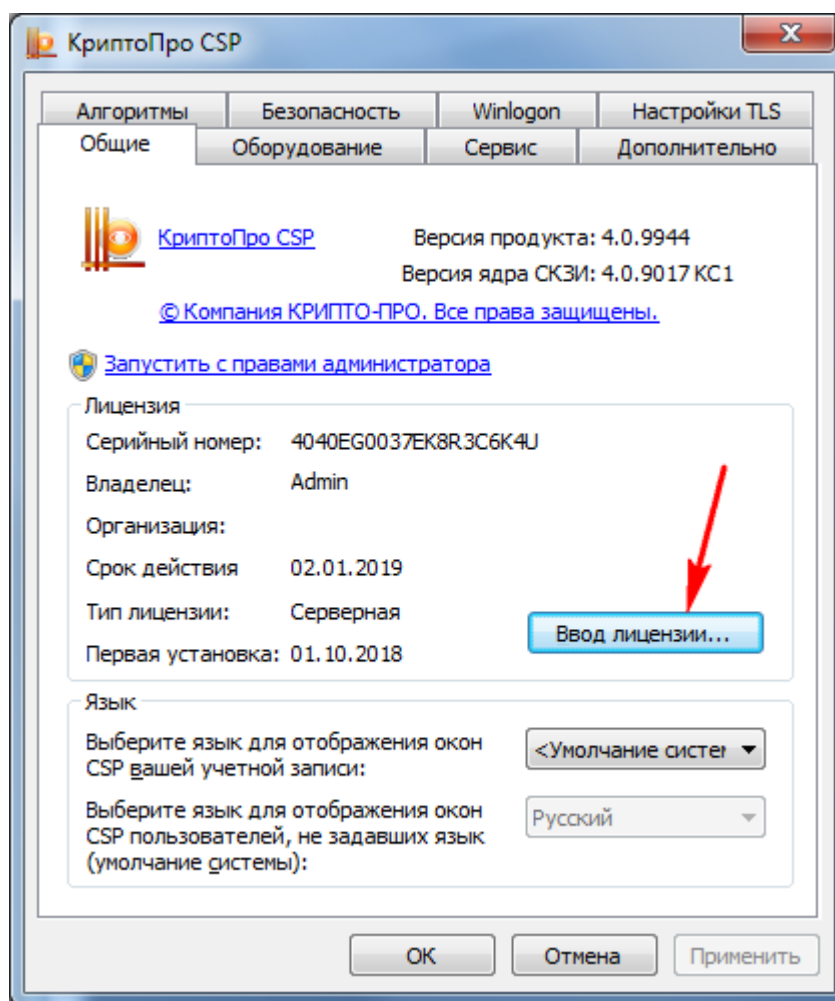 КриптоПро CSP
Алгоритмы Безопасность Winlogon Настройки TLS
Общие Оборудование Сервис Дополнительно
КриптоПро CSP Версия продукта: 4.0.9944
Версия ядра СКЗИ: 4.0.9017 KC1
© Компания КРИПТО-ПРО. Все права защищены.
Запустить с правами администратора
Лицензия
Серийный номер: 4040EG0037EK8R3C6K4U
Владелец: Admin
Организация:
Срок действия 02.01.2019
Тип лицензии: Серверная
Ввод лицензии...
Первая установка: 01.10.2018
Язык
Выберите язык для отображения окон
CSP вашей учетной записи:
<Умолчание систем
Выберите язык для отображения окон
CSP пользователей, не задавших язык
(умолчание системы):
Русский
ОК Отмена Применить